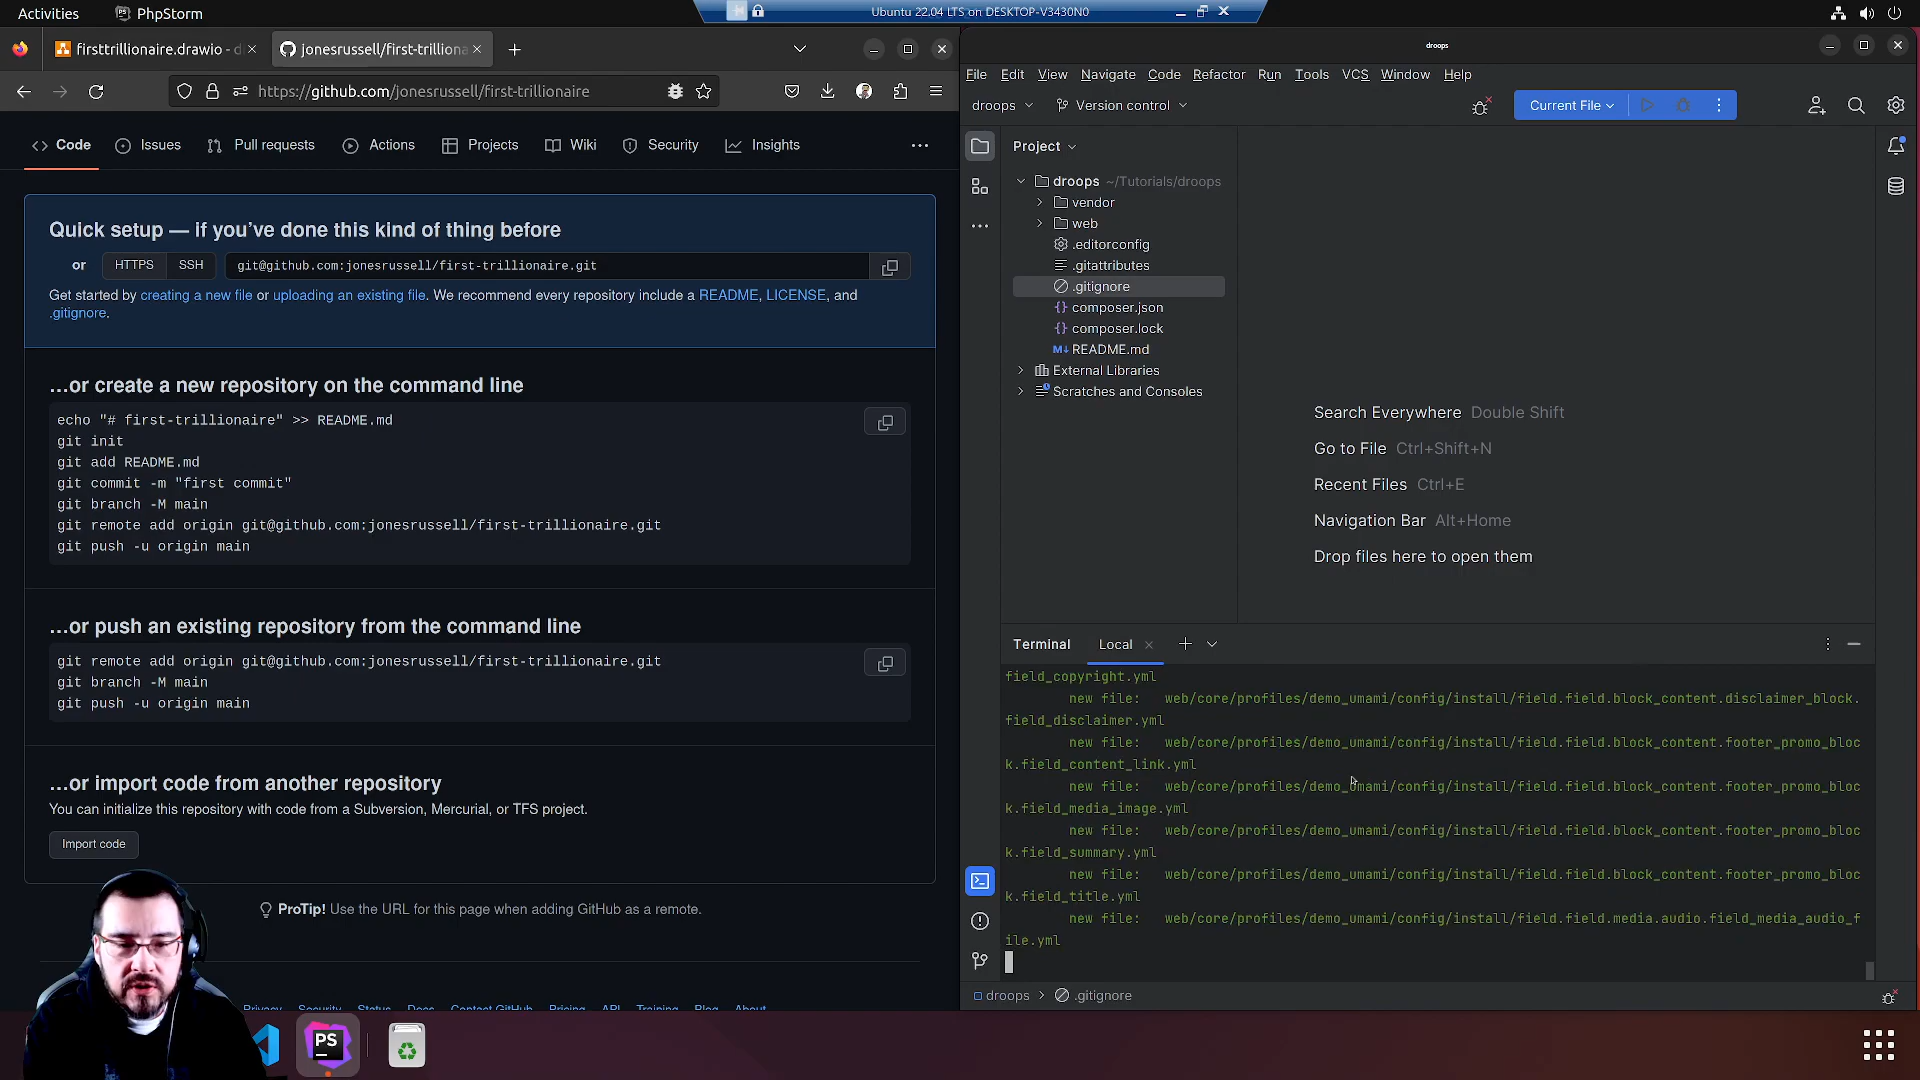 Activities
PhpStorm
Ubuntu 22.04 LTS on DESKTOP-V3430N0
firsttrillionaire.drawio - d
jonesrussell/first-trilliona
https://github.com/jonesrussell/first-trillionaire
Code
Issues
Pull requests
Actions
Projects
Wiki
Security
Insights
Quick setup — if you’ve done this kind of thing before
or HTTPS SSH git@github.com:jonesrussell/first-trillionaire.git
Get started by creating a new file or uploading an existing file. We recommend every repository include a README, LICENSE, and
.gitignore.
…or create a new repository on the command line
echo "# first-trillionaire" >> README.md
git init
git add README.md
git commit -m "first commit"
git branch -M main
git remote add origin git@github.com:jonesrussell/first-trillionaire.git
git push -u origin main
…or push an existing repository from the command line
git remote add origin git@github.com:jonesrussell/first-trillionaire.git
git branch -M main
git push -u origin main
…or import code from another repository
You can initialize this repository with code from a Subversion, Mercurial, or TFS project.
Import code
ProTip! Use the URL for this page when adding GitHub as a remote.
Privacy Security Status Docs Contact GitHub Pricing API Training Blog About
PS
droops
File Edit View Navigate Code Refactor Run Tools VCS Window Help
droops
Version control
Current File
Project
droops ~/Tutorials/droops
vendor
web
.editorconfig
.gitattributes
.gitignore
composer.json
composer.lock
M↓ README.md
External Libraries
Scratches and Consoles
Search Everywhere Double Shift
Go to File Ctrl+Shift+N
Recent Files Ctrl+E
Navigation Bar Alt+Home
Drop files here to open them
Terminal
Local
field_copyright.yml
new file: web/core/profiles/demo_umami/config/install/field.field.block_content.disclaimer_block.
field_disclaimer.yml
new file: web/core/profiles/demo_umami/config/install/field.field.block_content.footer_promo_bloc
k.field_content_link.yml
new file: web/core/profiles/demo_umami/config/install/field.field.block_content.footer_promo_bloc
k.field_media_image.yml
new file: web/core/profiles/demo_umami/config/install/field.field.block_content.footer_promo_bloc
k.field_summary.yml
new file: web/core/profiles/demo_umami/config/install/field.field.block_content.footer_promo_bloc
k.field_title.yml
new file: web/core/profiles/demo_umami/config/install/field.field.media.audio.field_media_audio_f
ile.yml
droops > .gitignore